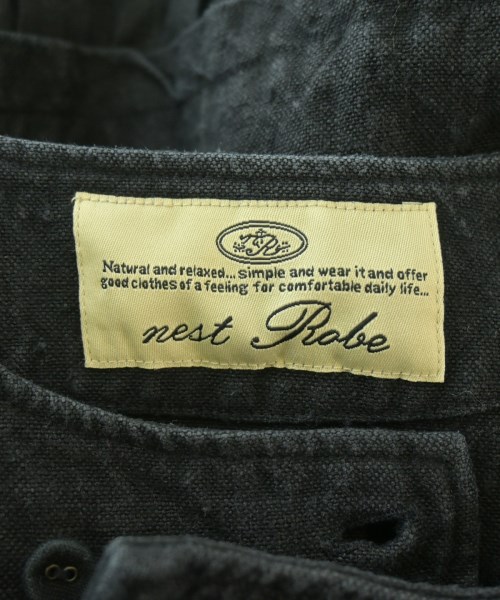 Natural and relaxed... simple and wear it and offer
good clothes of a feeling for comfortable daily life...
nest Robe